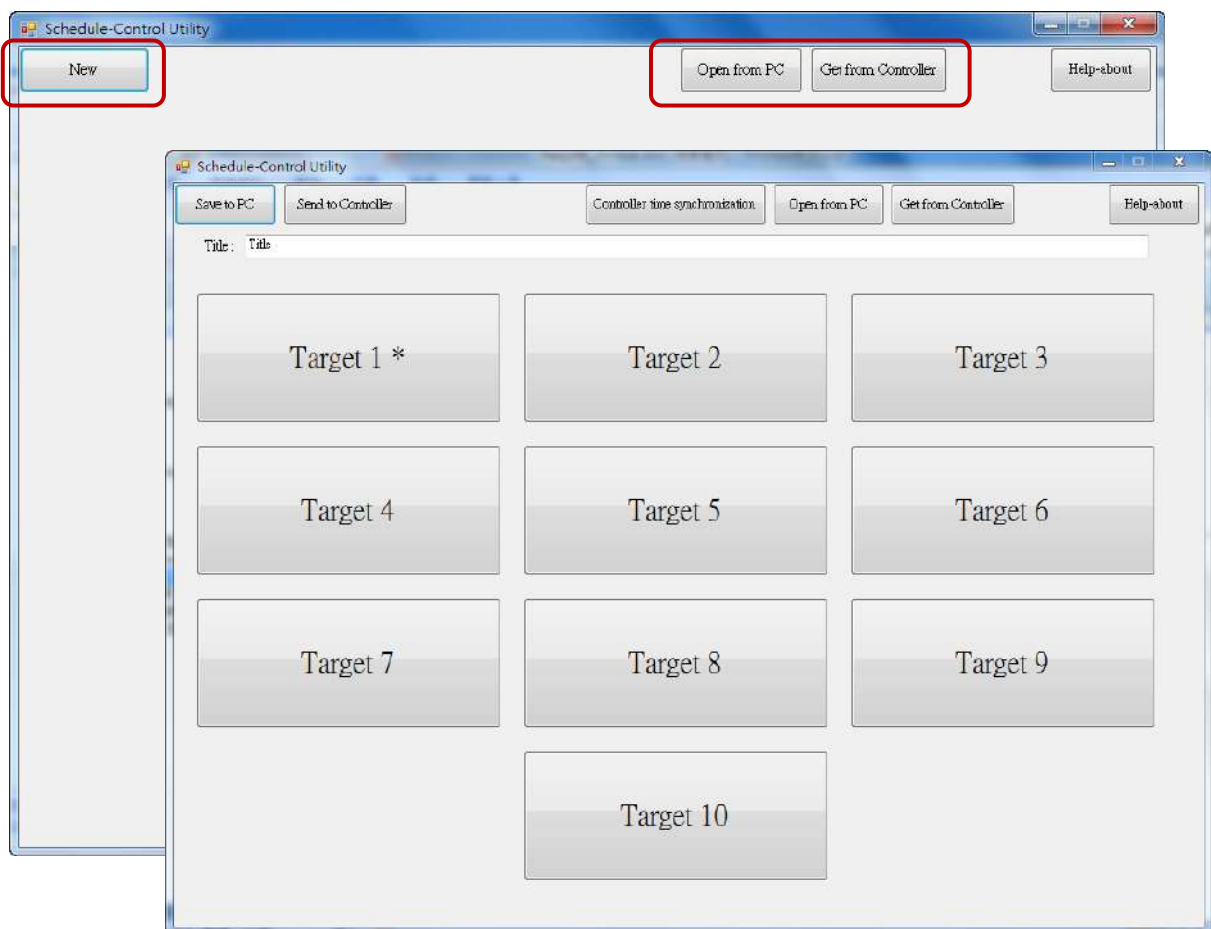 Schedule-Control Utility
New Open from PC Get from Controller Help-about
Schedule-Control Utility
Save to PC Send to Controller Controller time synchronization Open from PC Get from Controller Help-about
Title : Title
Target 1 * Target 2 Target 3
Target 4 Target 5 Target 6
Target 7 Target 8 Target 9
Target 10